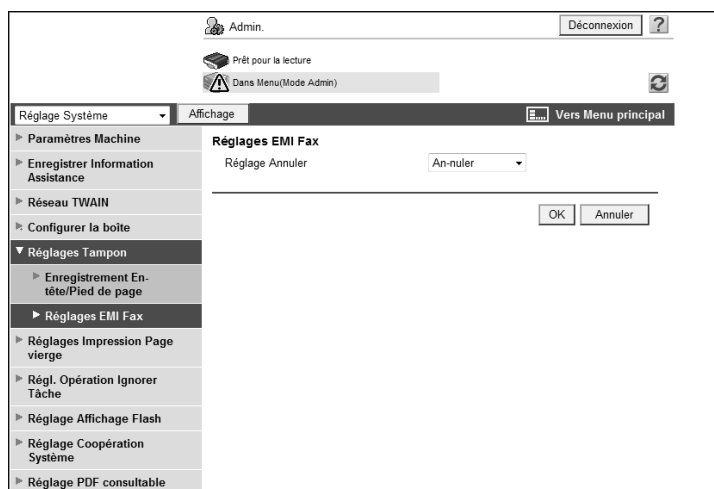 Admin.
Déconnexion
?
Prêt pour la lecture
Dans Menu(Mode Admin)
Réglage Système
Affichage
Vers Menu principal
Paramètres Machine
Enregistrer Information
Assistance
Réseau TWAIN
Configurer la boîte
Réglages Tampon
Enregistrement En-
tête/Pied de page
Réglages EMI Fax
Réglages Impression Page
vierge
Régl. Opération Ignorer
Tâche
Réglage Affichage Flash
Réglage Coopération
Système
Réglage PDF consultable
Réglages EMI Fax
Réglage Annuler
An-nuler
OK
Annuler